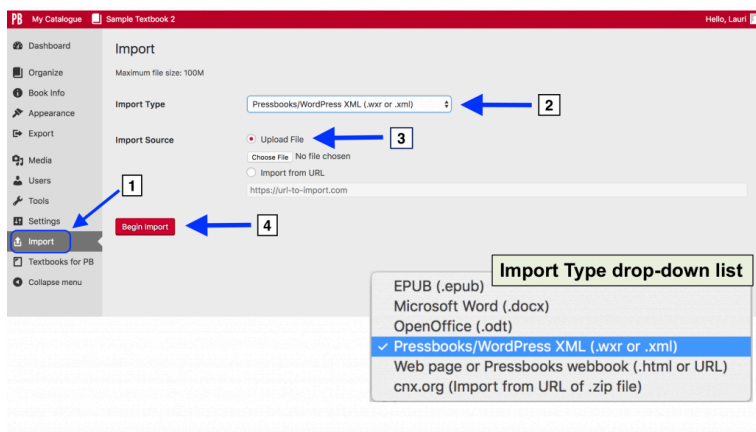 PB My Catalogue Sample Textbook 2 Hello, Lauri
Dashboard
Organize
Book Info
Appearance
Export
Media
Users
Tools
Settings
Import
Textbooks for PB
Collapse menu
Import
Maximum file size: 100M
Import Type Pressbooks/WordPress XML (.wxr or .xml) 2
Import Source Upload File 3
Choose File No file chosen
Import from URL
https://url-to-import.com
1
Begin Import 4
Import Type drop-down list
EPUB (.epub)
Microsoft Word (.docx)
OpenOffice (.odt)
✓ Pressbooks/WordPress XML (.wxr or .xml)
Web page or Pressbooks webbook (.html or URL)
cnx.org (Import from URL of .zip file)